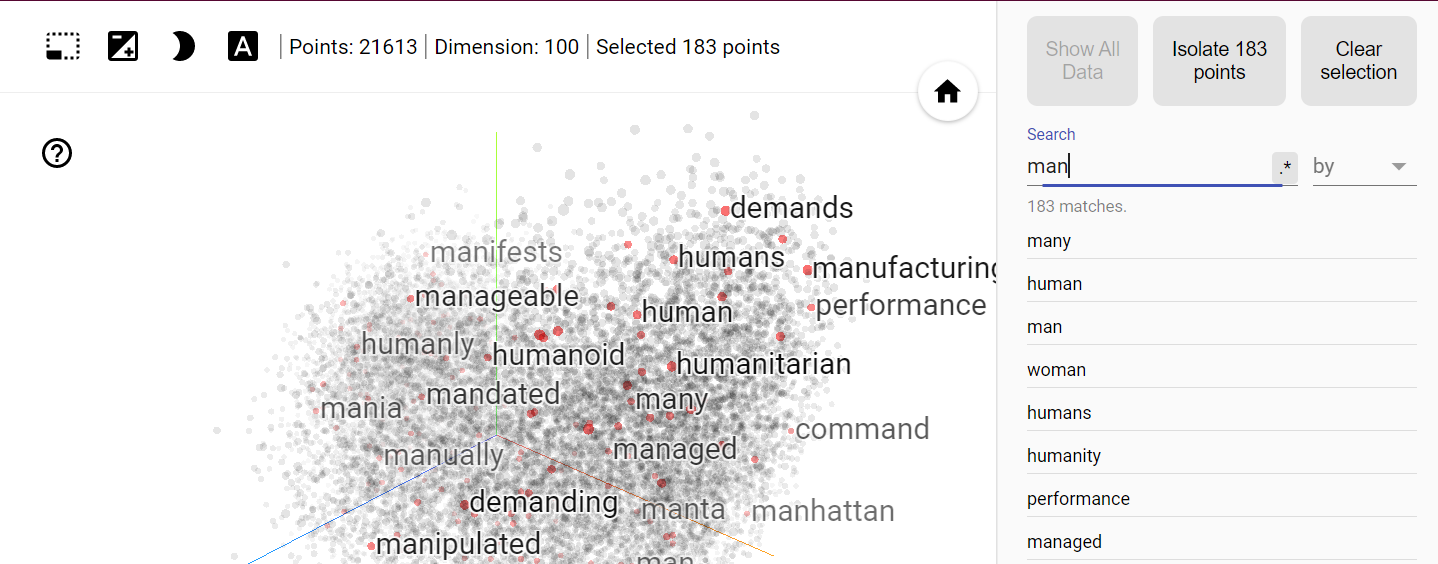 A
Points: 21613
Dimension: 100
Selected 183 points
?
demands
manifests
humans
manufacturing
manageable
performance
human
humanly
humanoid
humanitarian
mandated
many
mania
command
manually
managed
demanding
manta
manhattan
manipulated
man
Show All
Data
Isolate 183
points
Clear
selection
Search
man
.*
by
183 matches.
many
human
man
woman
humans
humanity
performance
managed